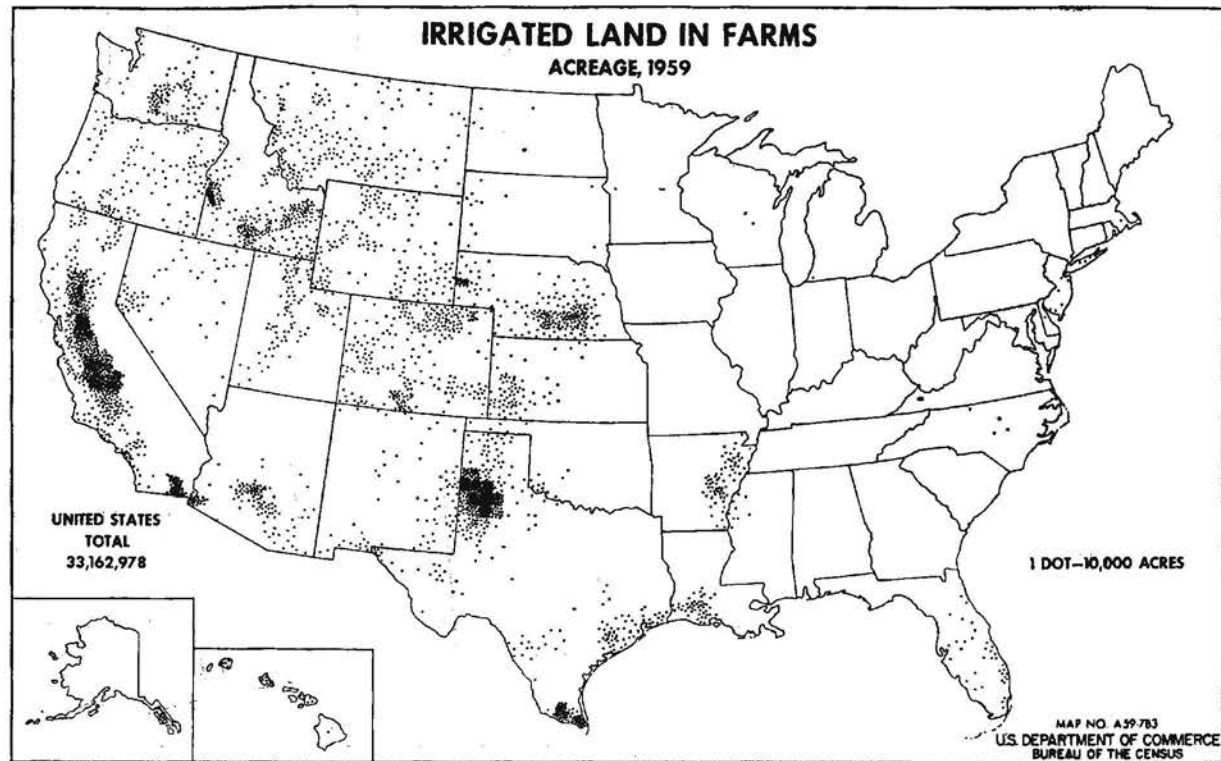 IRRIGATED LAND IN FARMS
ACREAGE, 1959
UNITED STATES
TOTAL
33,162,978
1 DOT—10,000 ACRES
MAP NO. A59-783
U.S. DEPARTMENT OF COMMERCE
BUREAU OF THE CENSUS